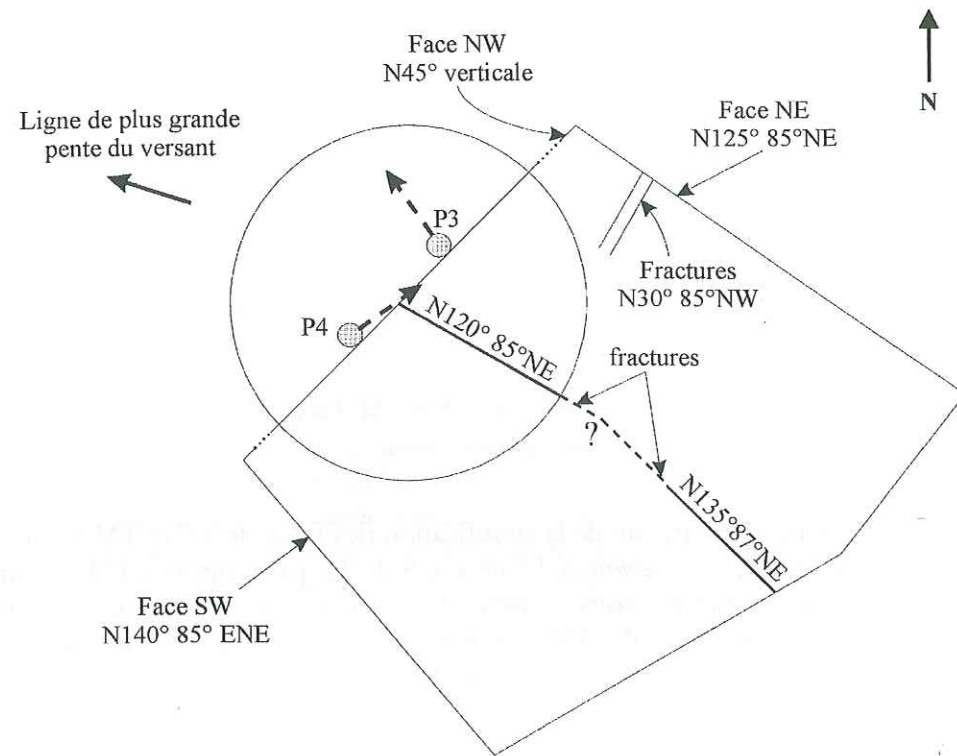 Face NW
N45° verticale
N
Ligne de plus grande
pente du versant
Face NE
N125° 85°NE
P3
Fractures
N30° 85°NW
P4
N120° 85°NE
fractures
?
N135°87°NE
Face SW
N140° 85° ENE